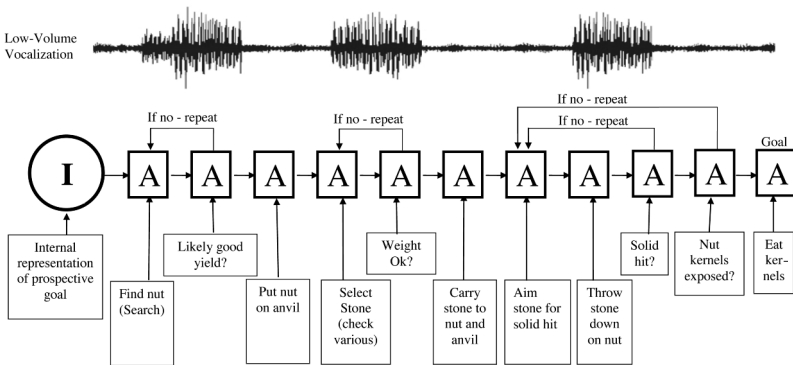 Low-Volume
Vocalization
If no - repeat
If no - repeat
If no - repeat
If no - repeat
Goal
I
A
A
A
A
A
A
A
A
A
A
A
Internal
representation
of prospective
goal
Find nut
(Search)
Likely good
yield?
Put nut
on anvil
Select
Stone
(check
various)
Weight
Ok?
Carry
stone to
nut and
anvil
Aim
stone for
solid hit
Throw
stone
down
on nut
Solid
hit?
Nut
kernels
exposed?
Eat
ker-
nels